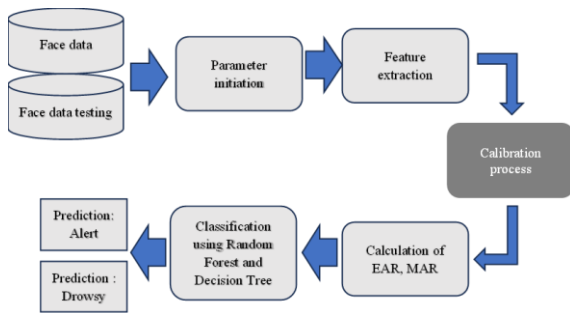 Face data
Face data testing
Parameter
initiation
Feature
extraction
Calibration
process
Calculation of
EAR, MAR
Classification
using Random
Forest and
Decision Tree
Prediction:
Alert
Prediction :
Drowsy